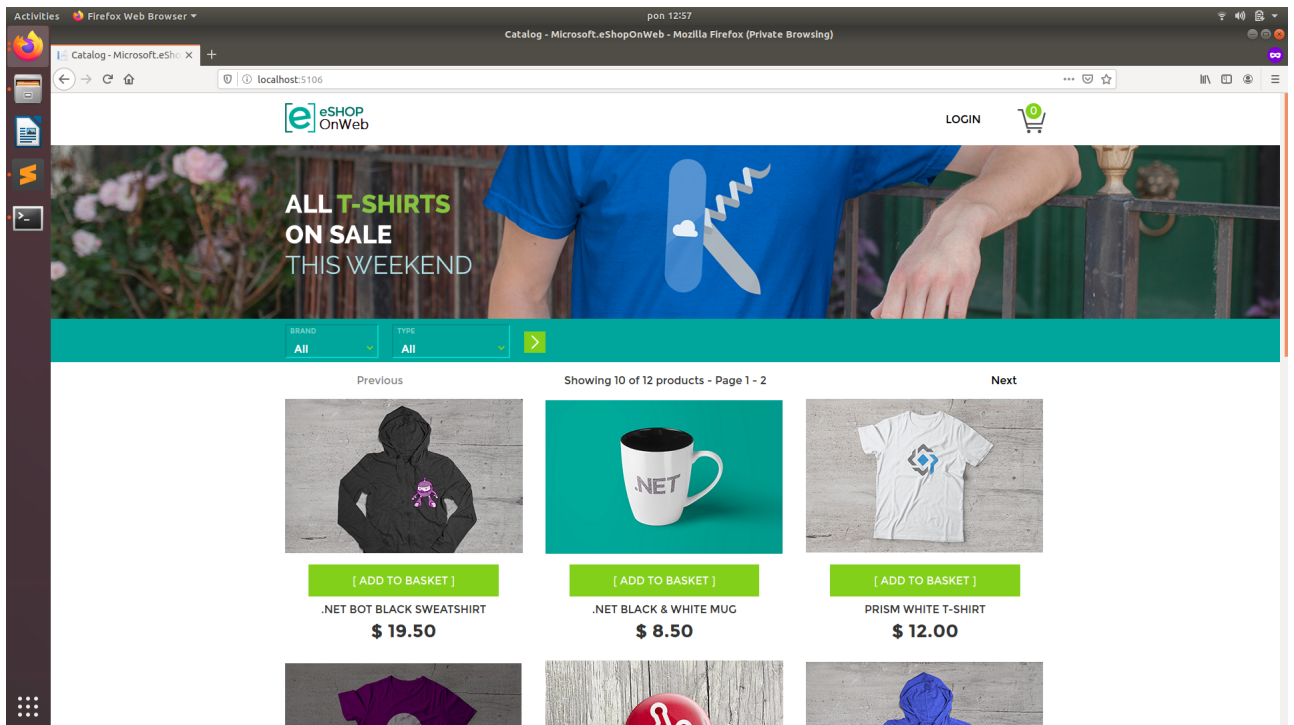 Activities Firefox Web Browser pon 12:57
Catalog - Microsoft.eShopOnWeb - Mozilla Firefox (Private Browsing)
Catalog - Microsoft.eSho
localhost:5106
eSHOP
OnWeb
LOGIN
0
ALL T-SHIRTS
ON SALE
THIS WEEKEND
BRAND
All
TYPE
All
Previous
Showing 10 of 12 products - Page 1 - 2
Next
.NET
[ ADD TO BASKET ]
[ ADD TO BASKET ]
[ ADD TO BASKET ]
.NET BOT BLACK SWEATSHIRT
.NET BLACK & WHITE MUG
PRISM WHITE T-SHIRT
$ 19.50
$ 8.50
$ 12.00